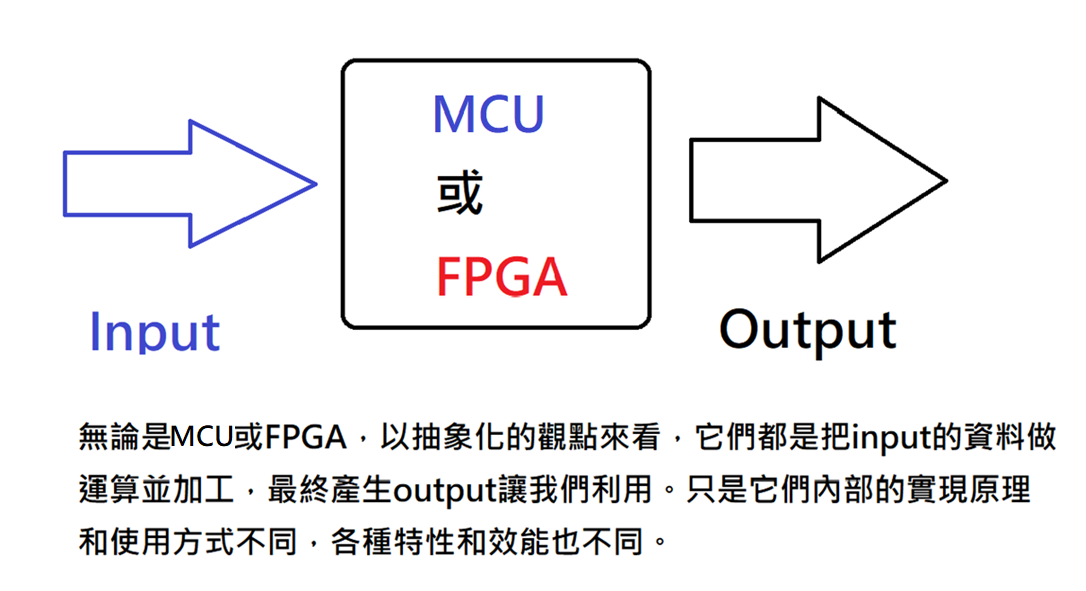 MCU
或
FPGA
Input
Output
無論是MCU或FPGA，以抽象化的觀點來看，它們都是把input的資料做
運算並加工，最終產生output讓我們利用。只是它們內部的實現原理
和使用方式不同，各種特性和效能也不同。